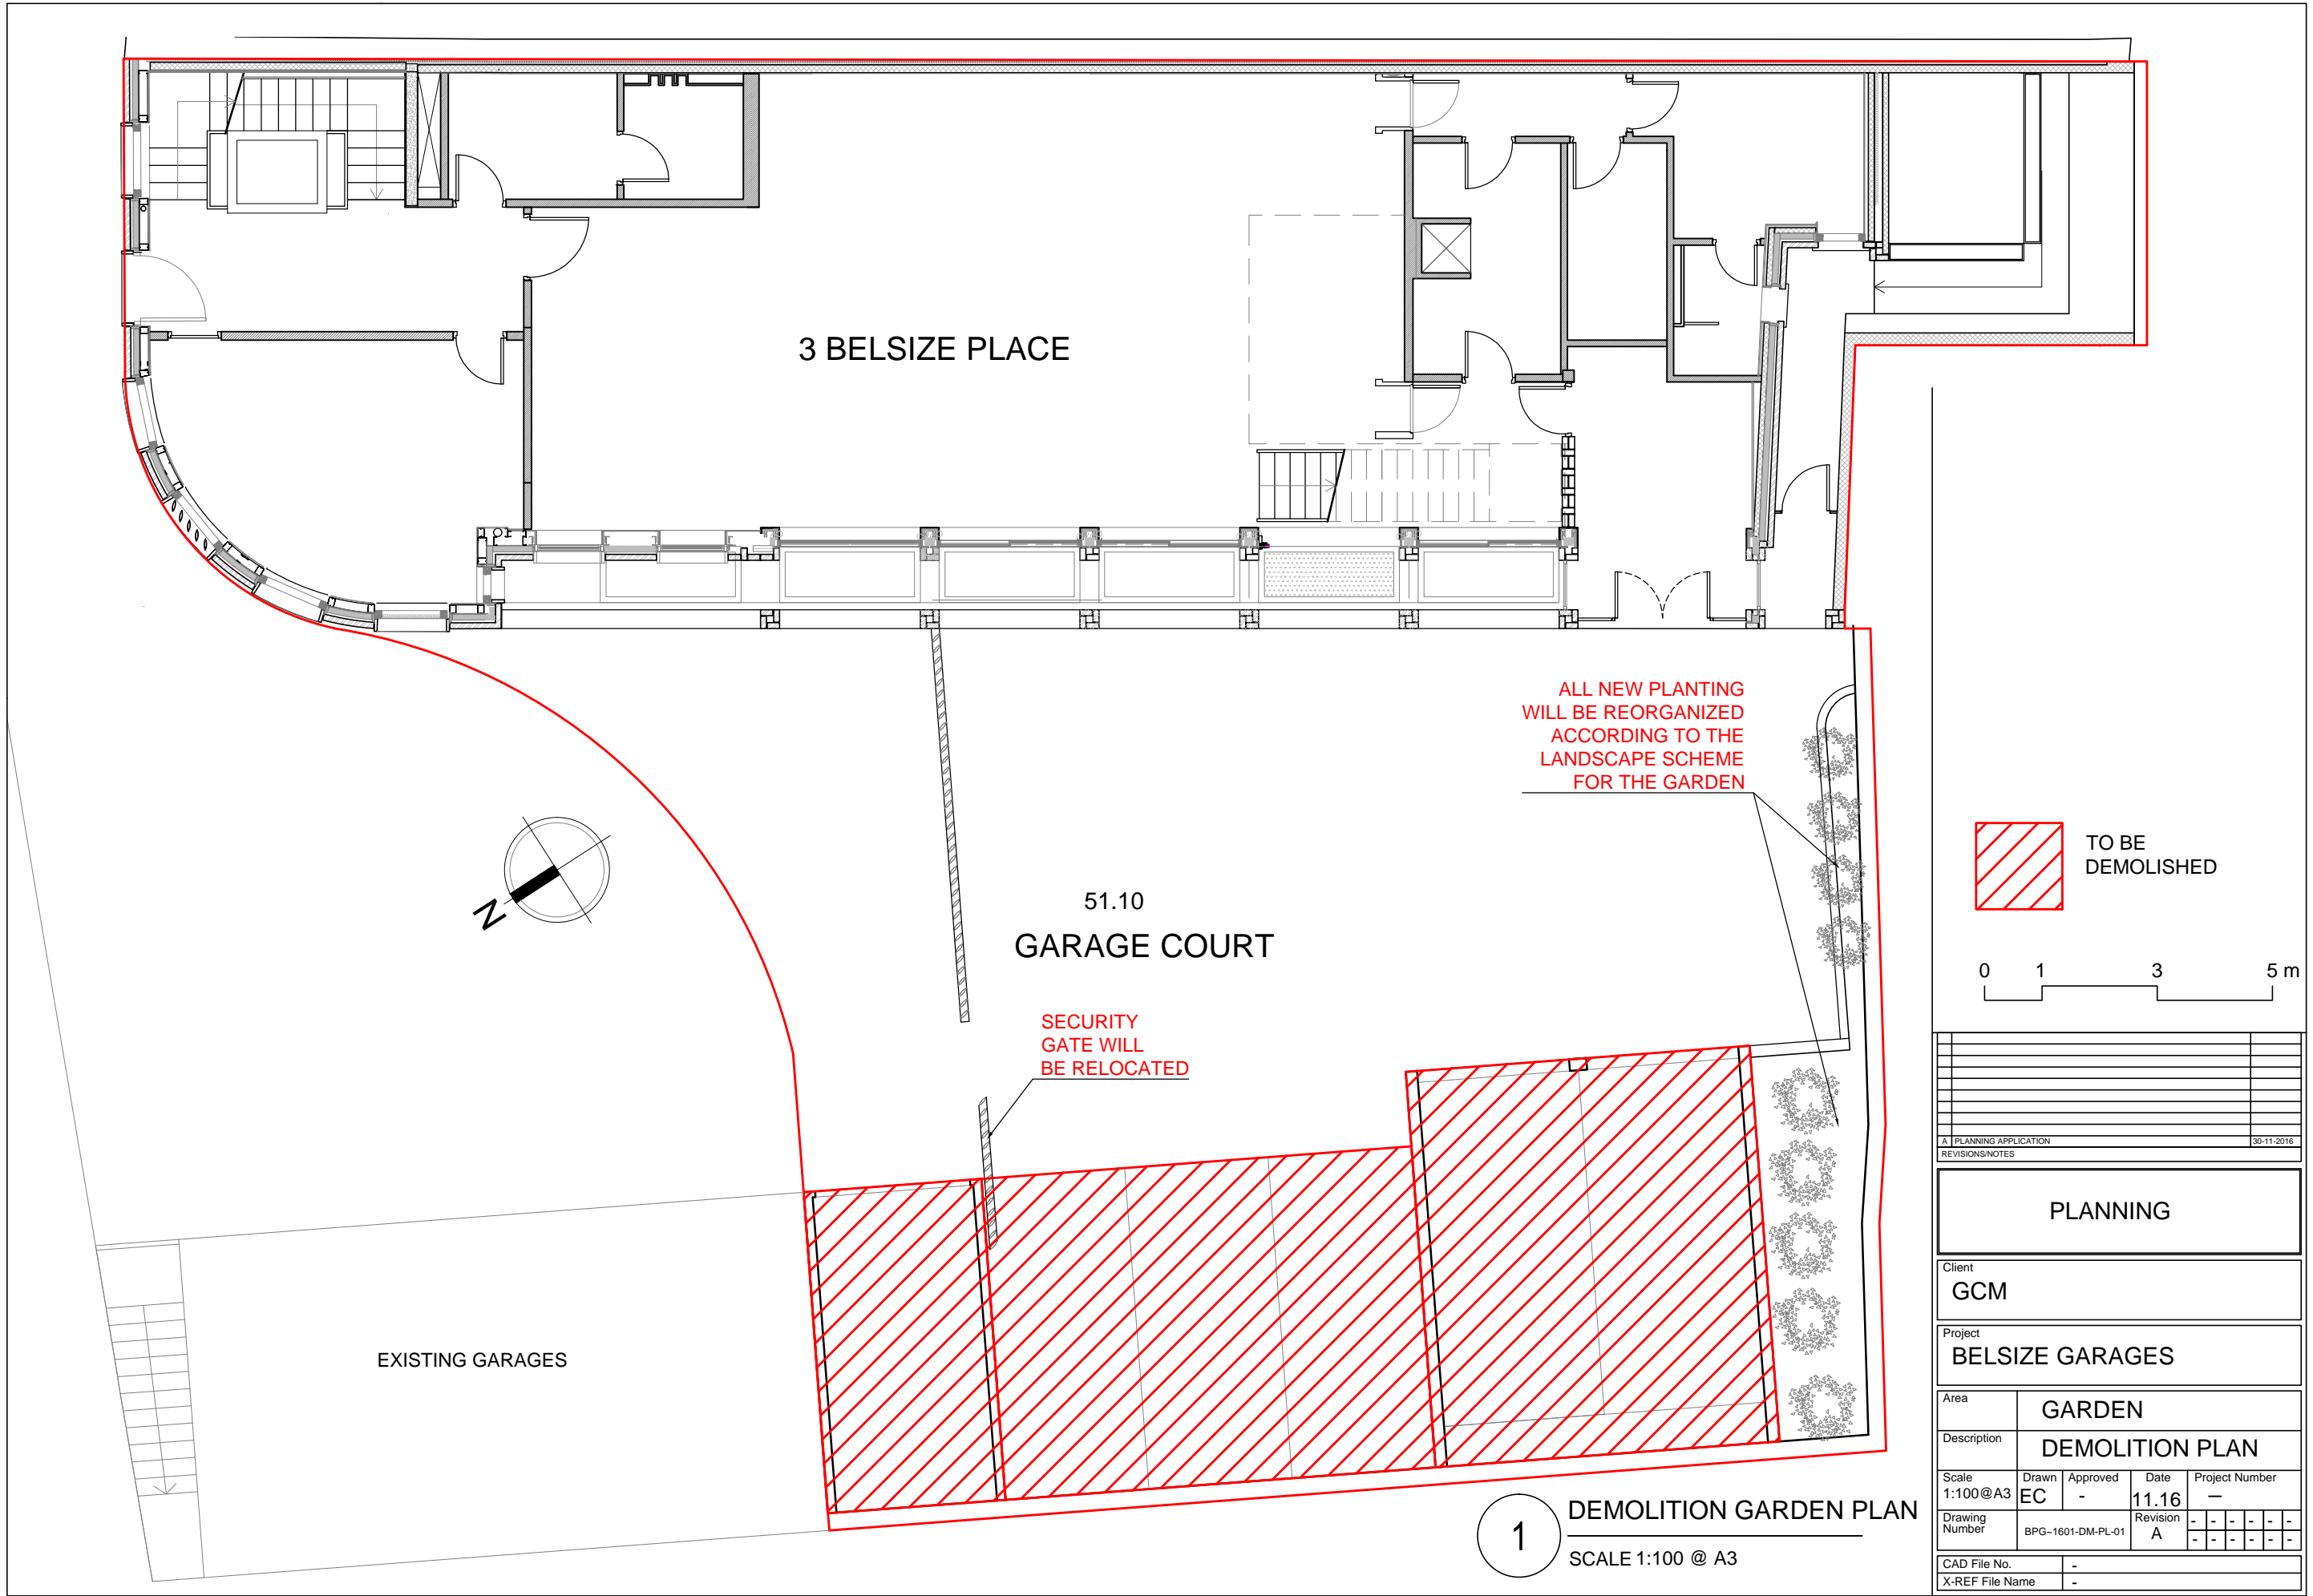 3 BELSIZE PLACE
ALL NEW PLANTING
WILL BE REORGANIZED
ACCORDING TO THE
LANDSCAPE SCHEME
FOR THE GARDEN
N
51.10
GARAGE COURT
SECURITY
GATE WILL
BE RELOCATED
EXISTING GARAGES
1
DEMOLITION GARDEN PLAN
SCALE 1:100 @ A3
TO BE
DEMOLISHED
0 1 3 5 m
A PLANNING APPLICATION 30-11-2016
REVISIONS/NOTES
PLANNING
Client
GCM
Project
BELSIZE GARAGES
Area
GARDEN
Description
DEMOLITION PLAN
Scale Drawn Approved Date Project Number
1:100@A3 EC - 11.16 —
Drawing
Number
BPG-1601-DM-PL-01
Revision
A
- - - - - -
- - - - - -
CAD File No. -
X-REF File Name -